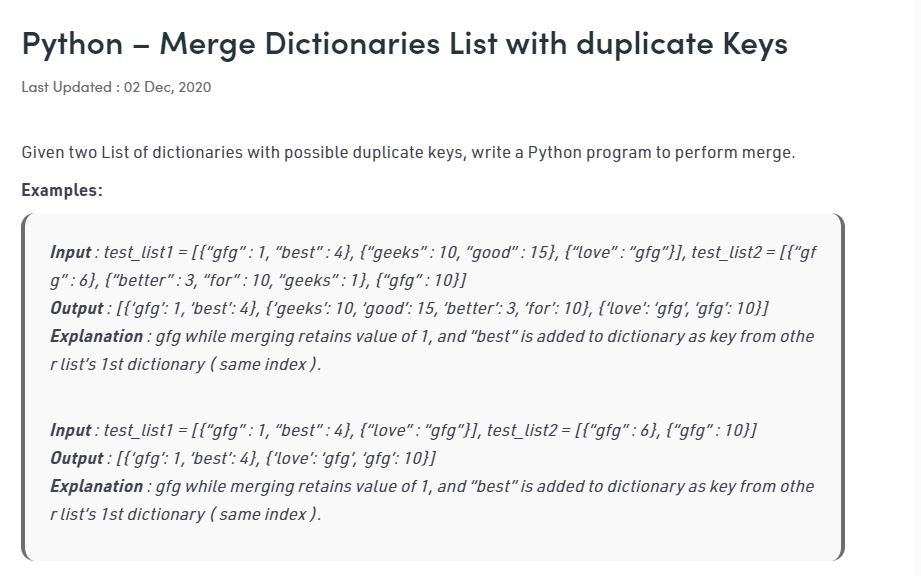 Python – Merge Dictionaries List with duplicate Keys
Last Updated : 02 Dec, 2020
Given two List of dictionaries with possible duplicate keys, write a Python program to perform merge.
Examples:
Input : test_list1 = [{“gfg” : 1, “best” : 4}, {“geeks” : 10, “good” : 15}, {“love” : “gfg”}], test_list2 = [{“gf
g” : 6}, {“better” : 3, “for” : 10, “geeks” : 1}, {“gfg” : 10}]
Output : [{‘gfg’: 1, ‘best’: 4}, {‘geeks’: 10, ‘good’: 15, ‘better’: 3, ‘for’: 10}, {‘love’: ‘gfg’, ‘gfg’: 10}]
Explanation : gfg while merging retains value of 1, and “best” is added to dictionary as key from othe
r list’s 1st dictionary ( same index ).
Input : test_list1 = [{“gfg” : 1, “best” : 4}, {“love” : “gfg”}], test_list2 = [{“gfg” : 6}, {“gfg” : 10}]
Output : [{‘gfg’: 1, ‘best’: 4}, {‘love’: ‘gfg’, ‘gfg’: 10}]
Explanation : gfg while merging retains value of 1, and “best” is added to dictionary as key from othe
r list’s 1st dictionary ( same index ).